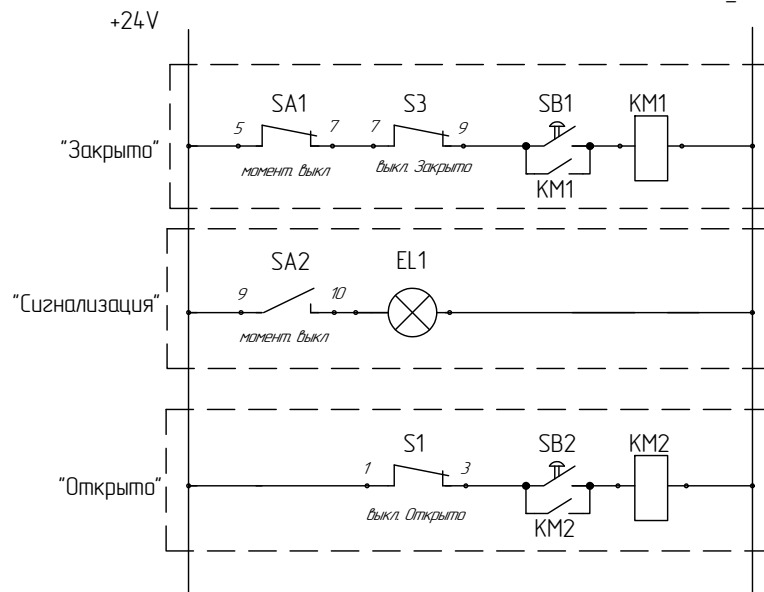 +24V
SA1 S3 SB1 KM1
5 7 7 9
"Закрыто"
момент. выкл выкл. Закрыто
KM1
SA2 EL1
9 10
"Сигнализация"
момент. выкл
S1 SB2 KM2
1 3
"Открыто"
выкл. Открыто
KM2